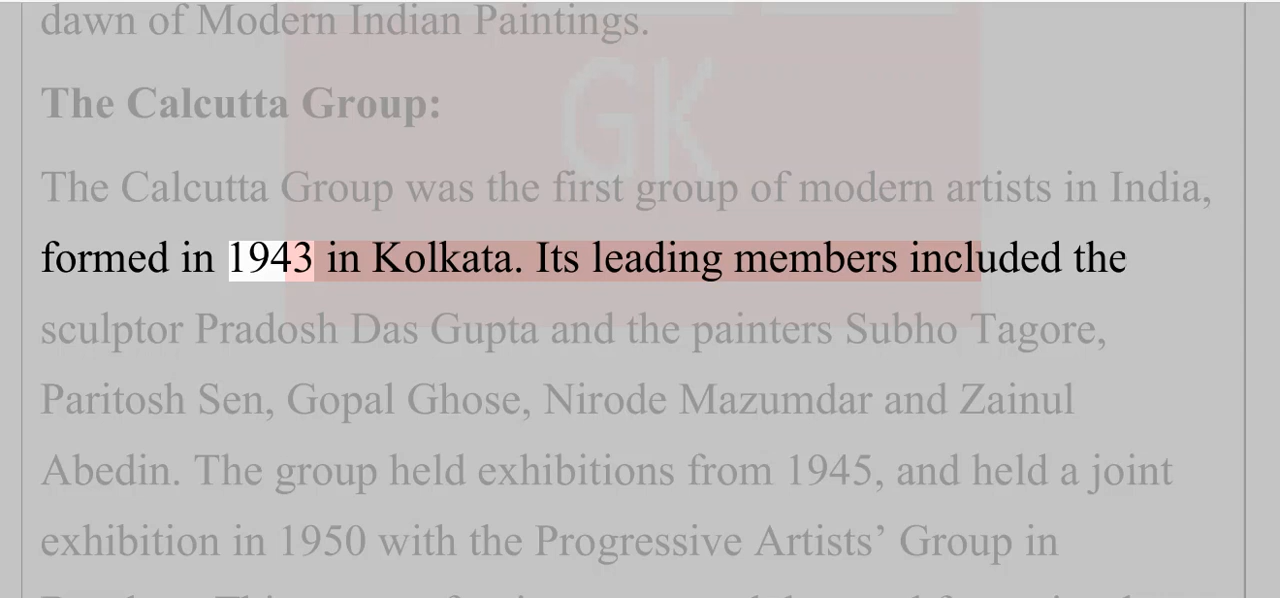 dawn of Modern Indian Paintings.
GK
The Calcutta Group:
The Calcutta Group was the first group of modern artists in India,
formed in 1943 in Kolkata. Its leading members included the
sculptor Pradosh Das Gupta and the painters Subho Tagore,
Paritosh Sen, Gopal Ghose, Nirode Mazumdar and Zainul
Abedin. The group held exhibitions from 1945, and held a joint
exhibition in 1950 with the Progressive Artists’ Group in